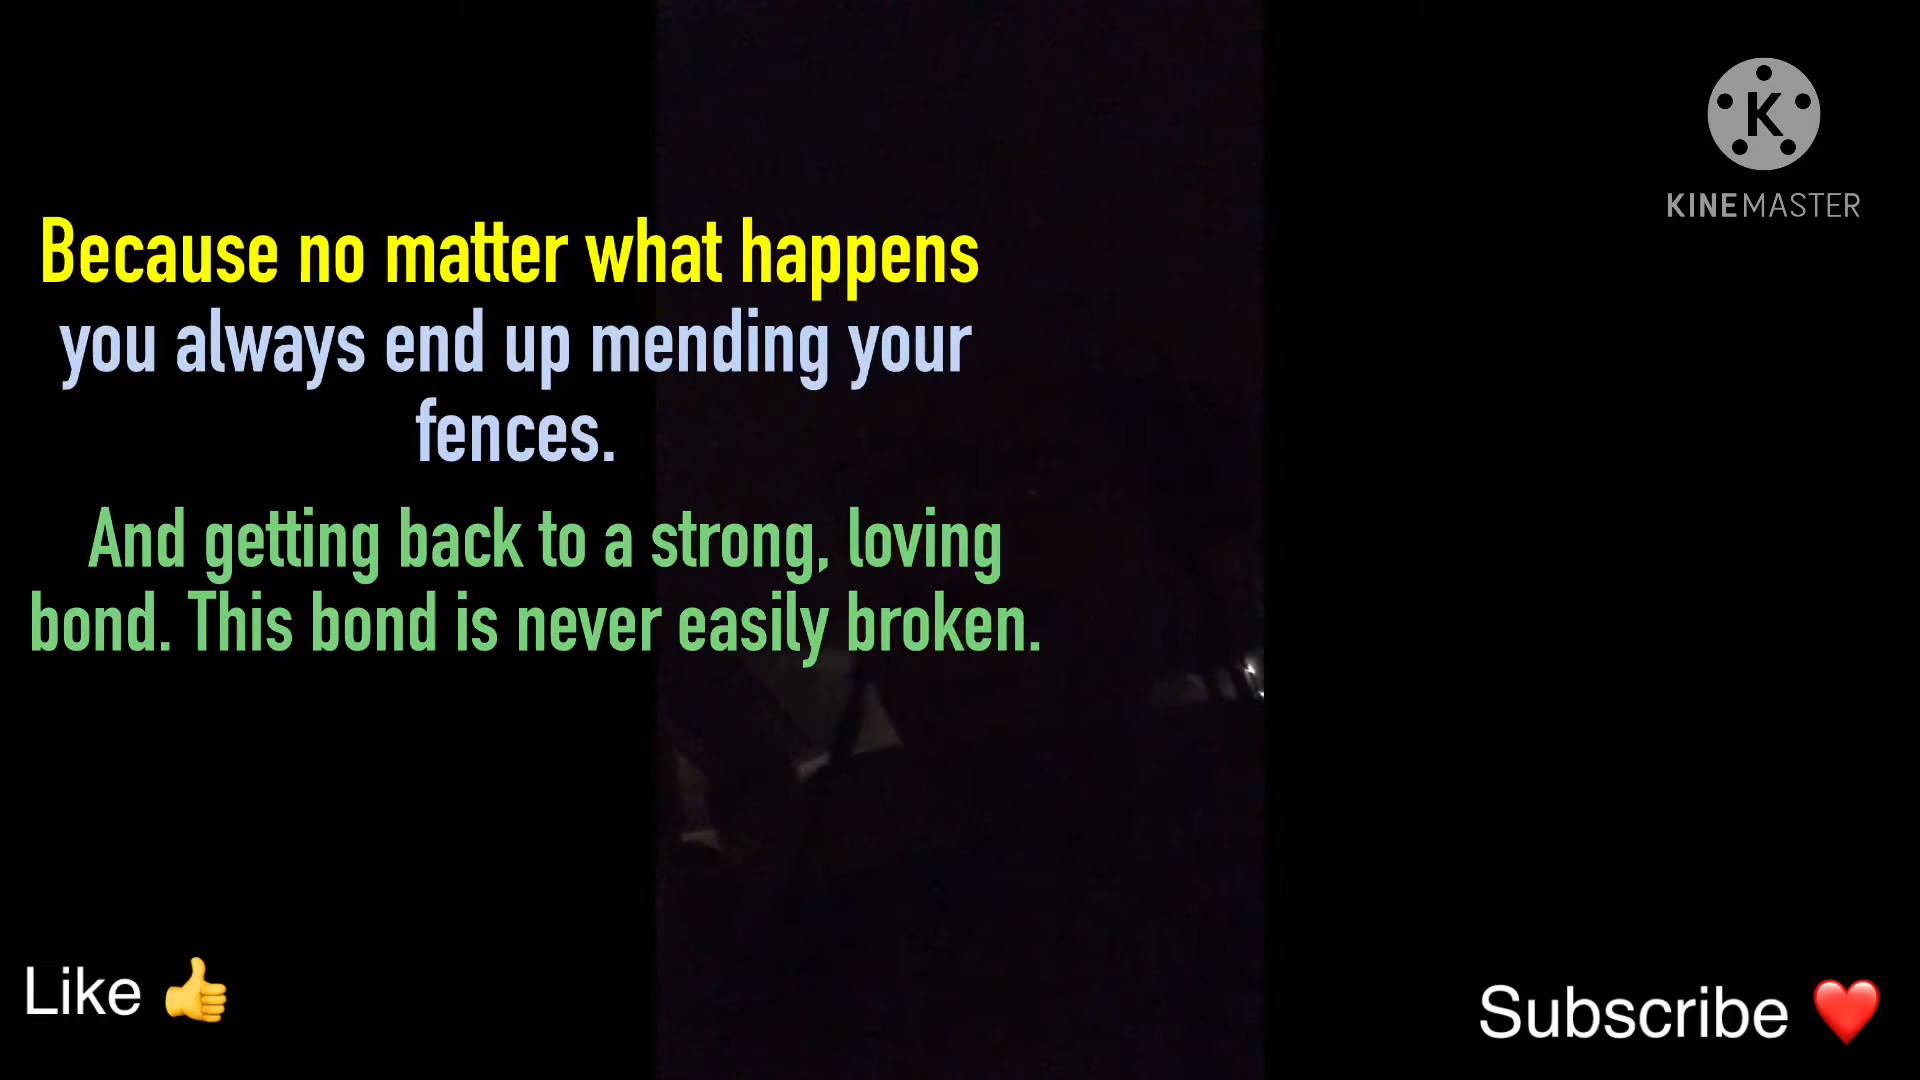 K
KINEMASTER
Because no matter what happens
you always end up mending your
fences.
And getting back to a strong, loving
bond. This bond is never easily broken.
Like 👍
Subscribe ❤️